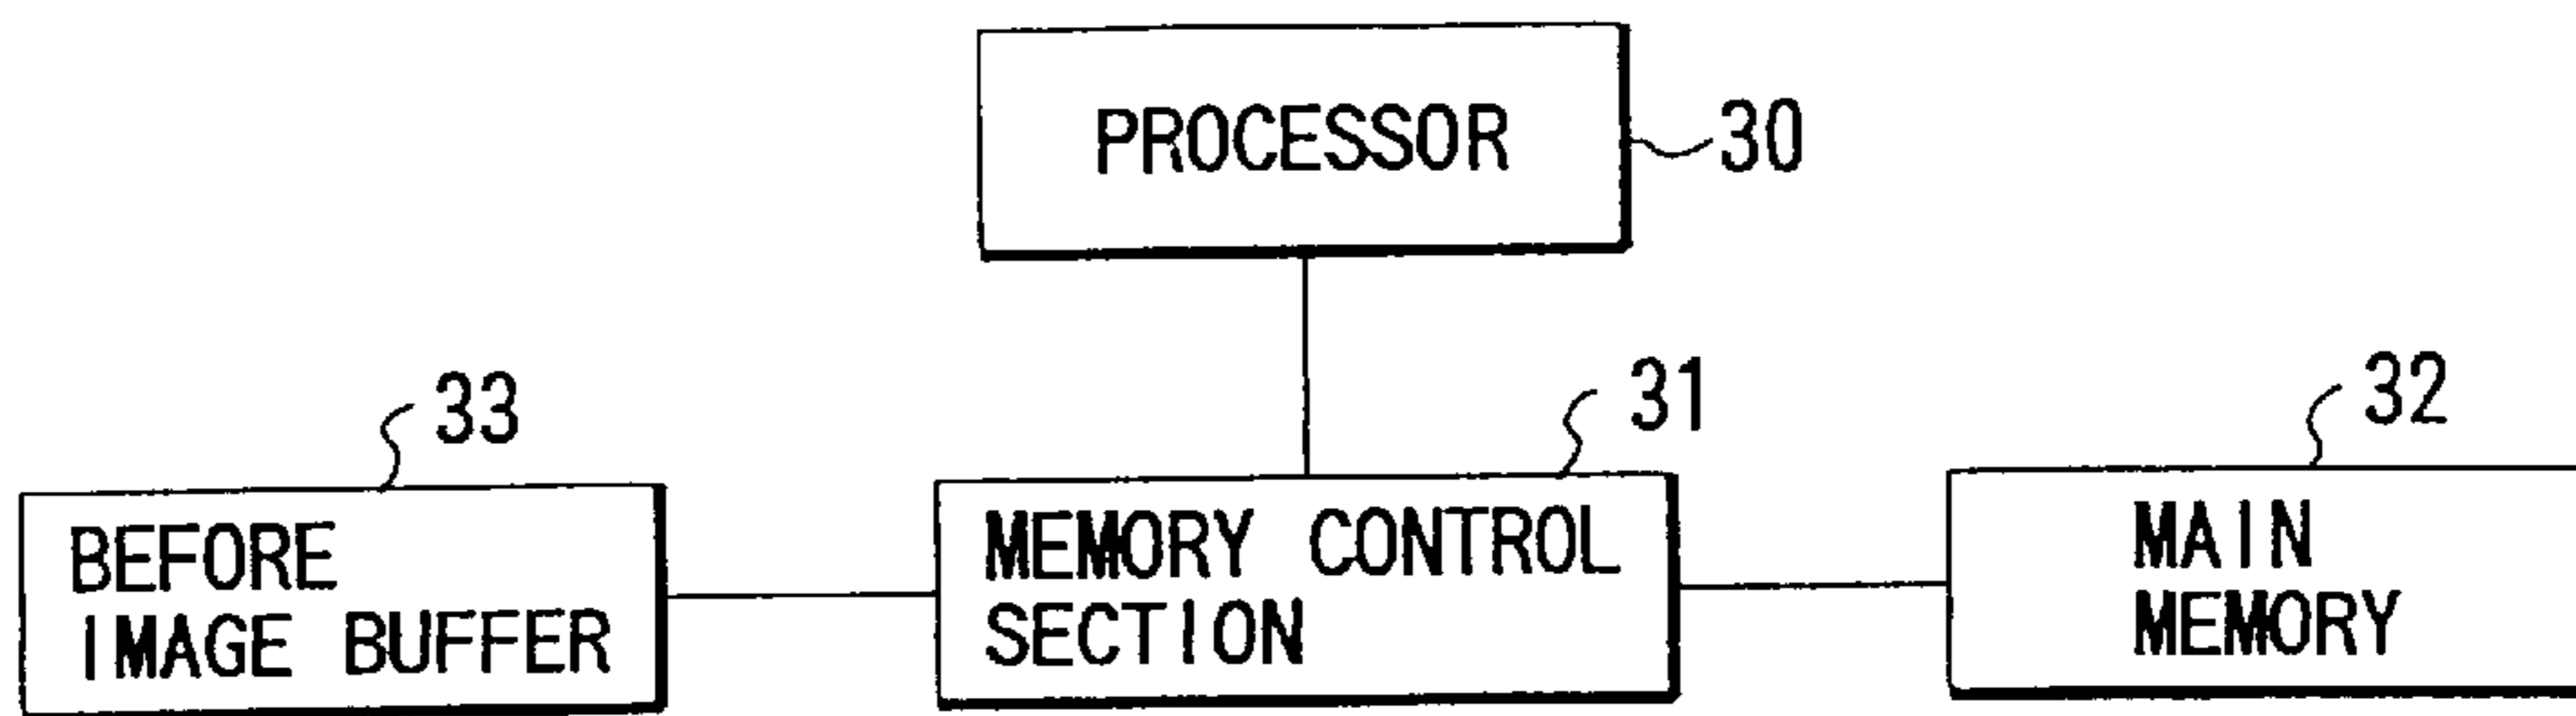 PROCESSOR
30
33
31
32
BEFORE
IMAGE BUFFER
MEMORY CONTROL
SECTION
MAIN
MEMORY